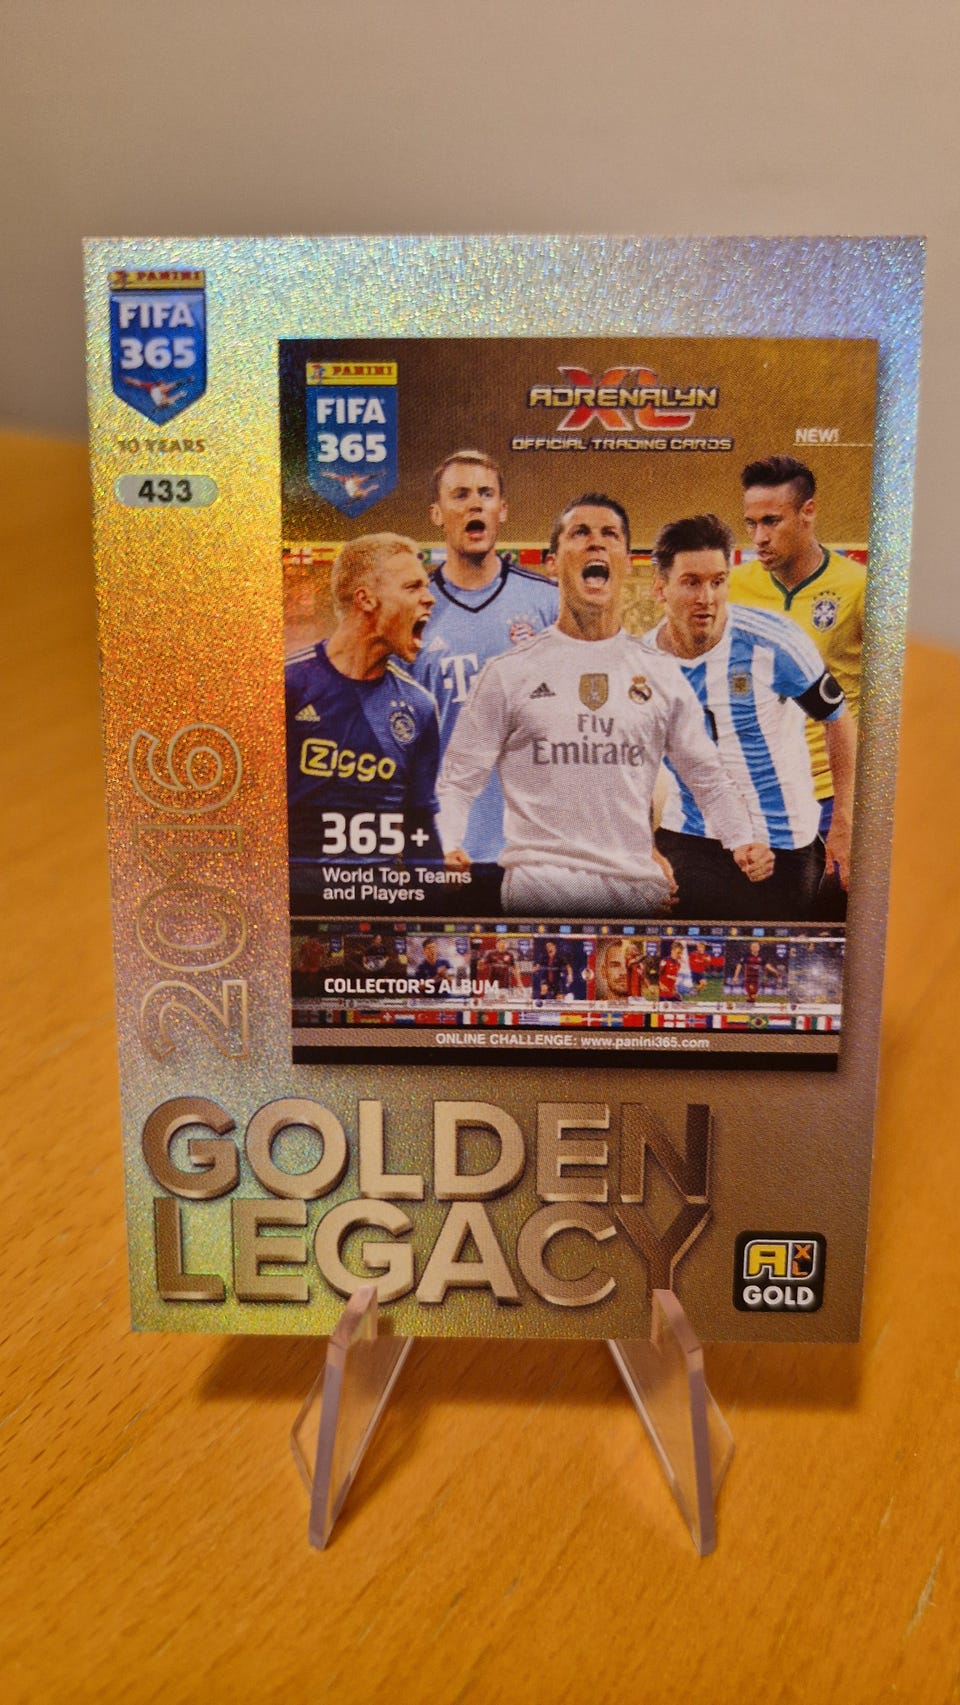 PANINI
FIFA
365
10 YEARS
433
2016
PANINI
FIFA
365
ADRENALYN
XL
OFFICIAL TRADING CARDS
NEW!
Ziggo
T
Fly
Emirates
365+
World Top Teams
and Players
COLLECTOR'S ALBUM
ONLINE CHALLENGE: www.panini365.com
GOLDEN
LEGACY
AXL
GOLD